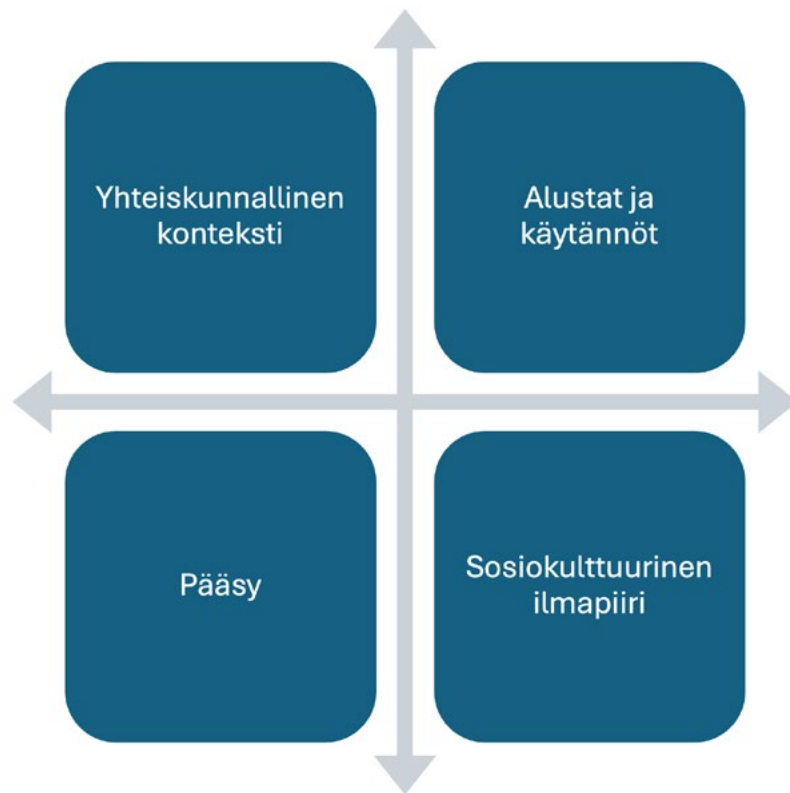 Yhteiskunnallinen
konteksti
Alustat ja
käytännöt
Pääsy
Sosiokulttuurinen
ilmapiiri